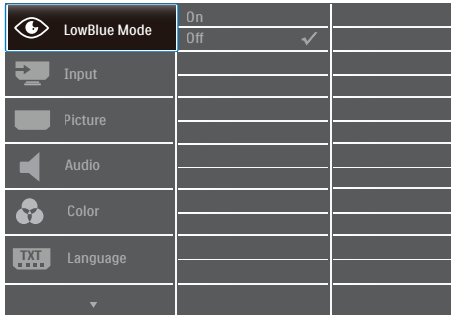 LowBlue Mode
On
Off
Input
Picture
Audio
Color
TXT
Language